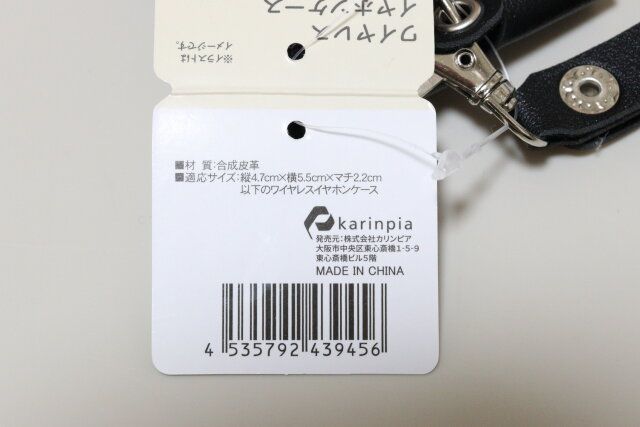 ワイヤレス
イヤホンケース
※イラストは
イメージです。
■材 質:合成皮革
■適応サイズ:縦4.7cm×横5.5cm×マチ2.2cm
以下のワイヤレスイヤホンケース
karinpia
発売元:株式会社カリンピア
大阪市中央区東心斎橋1-5-9
東心斎橋ビル5階
MADE IN CHINA
4 535792 439456